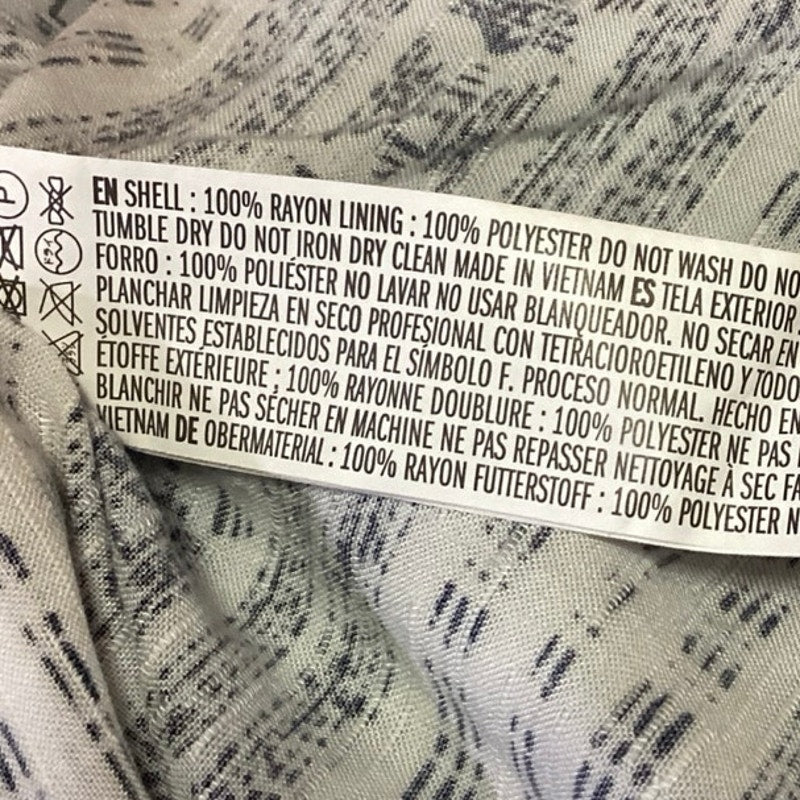 P
EN SHELL : 100% RAYON LINING : 100% POLYESTER DO NOT WASH DO NO
TUMBLE DRY DO NOT IRON DRY CLEAN MADE IN VIETNAM ES TELA EXTERIOR
FORRO : 100% POLIÉSTER NO LAVAR NO USAR BLANQUEADOR. NO SECAR EN
PLANCHAR LIMPIEZA EN SECO PROFESIONAL CON TETRACIOROETILENO Y TODO
SOLVENTES ESTABLECIDOS PARA EL SÍMBOLO F. PROCESO NORMAL. HECHO EN
ÉTOFFE EXTÉRIEURE : 100% RAYONNE DOUBLURE : 100% POLYESTER NE PAS
BLANCHIR NE PAS SÉCHER EN MACHINE NE PAS REPASSER NETTOYAGE À SEC FA
VIETNAM DE OBERMATERIAL : 100% RAYON FUTTERSTOFF : 100% POLYESTER N